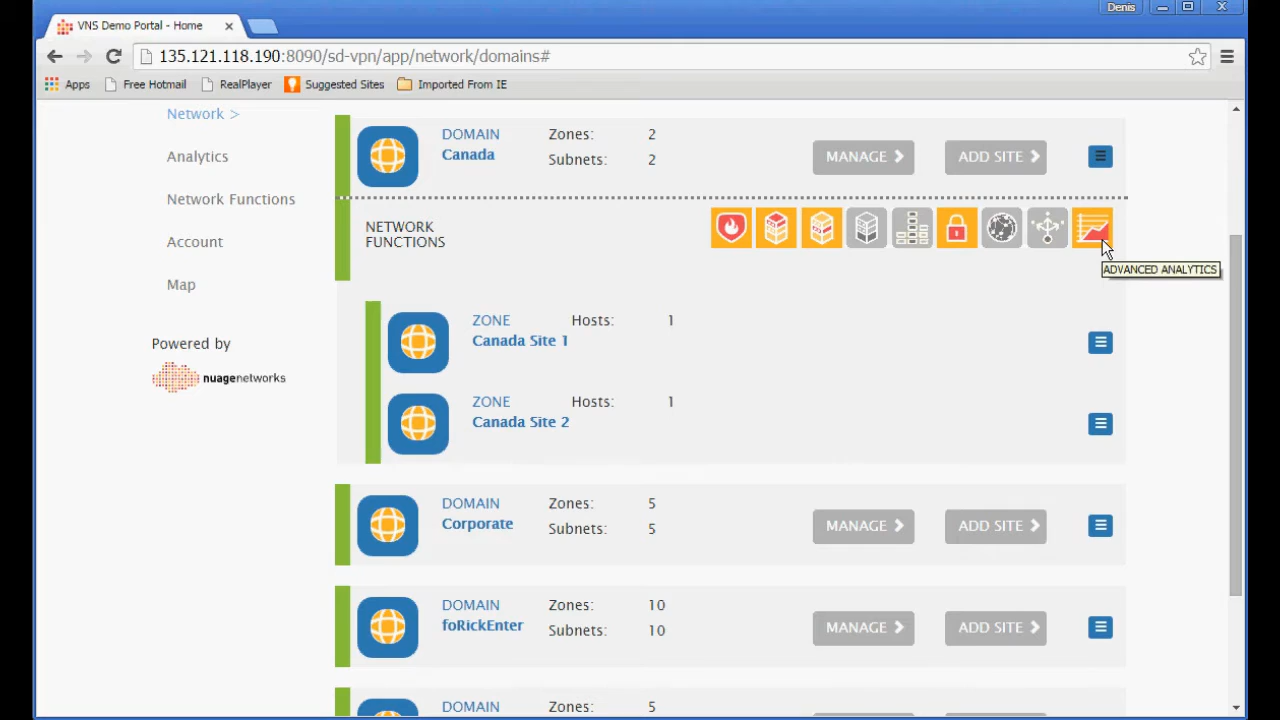 Denis
VNS Demo Portal - Home
135.121.118.190:8090/sd-vpn/app/network/domains#
Apps
Free Hotmail
RealPlayer
Suggested Sites
Imported From IE
Network >
Analytics
Network Functions
Account
Map
Powered by
nuagenetworks
DOMAIN
Canada
Zones: 2
Subnets: 2
MANAGE
ADD SITE
NETWORK
FUNCTIONS
ADVANCED ANALYTICS
ZONE
Canada Site 1
Hosts: 1
ZONE
Canada Site 2
Hosts: 1
DOMAIN
Corporate
Zones: 5
Subnets: 5
MANAGE
ADD SITE
DOMAIN
foRickEnter
Zones: 10
Subnets: 10
MANAGE
ADD SITE
DOMAIN
Zones: 5